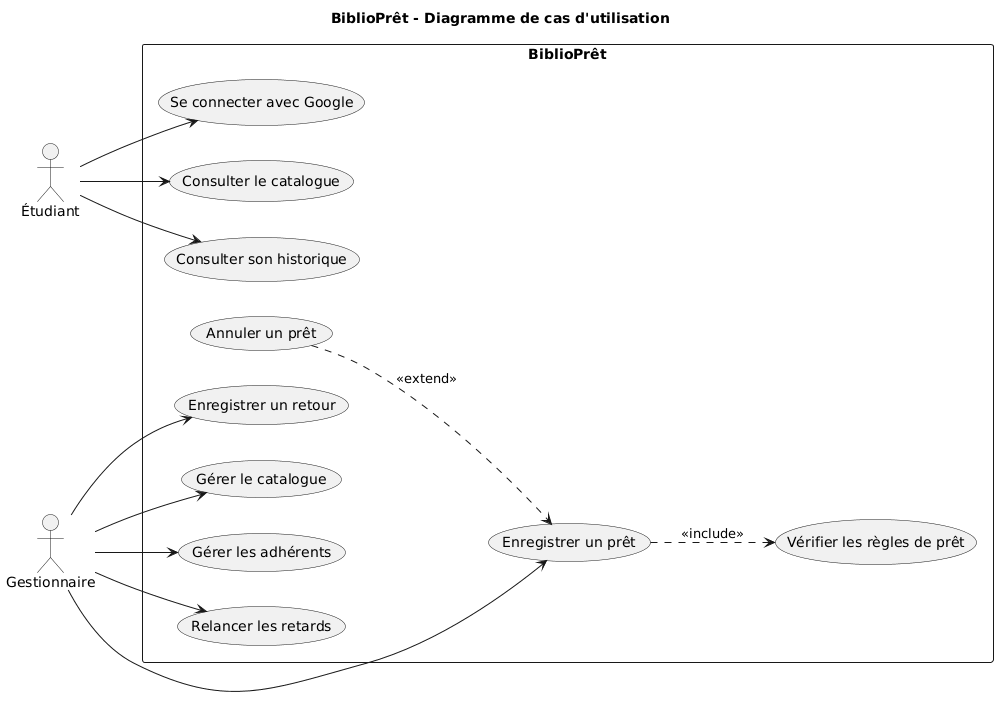 BiblioPrêt - Diagramme de cas d'utilisation
BiblioPrêt
Se connecter avec Google
Consulter le catalogue
Étudiant
Consulter son historique
Annuler un prêt
«extend»
Enregistrer un retour
Gérer le catalogue
Gestionnaire
Gérer les adhérents
Enregistrer un prêt
«include»
Vérifier les règles de prêt
Relancer les retards